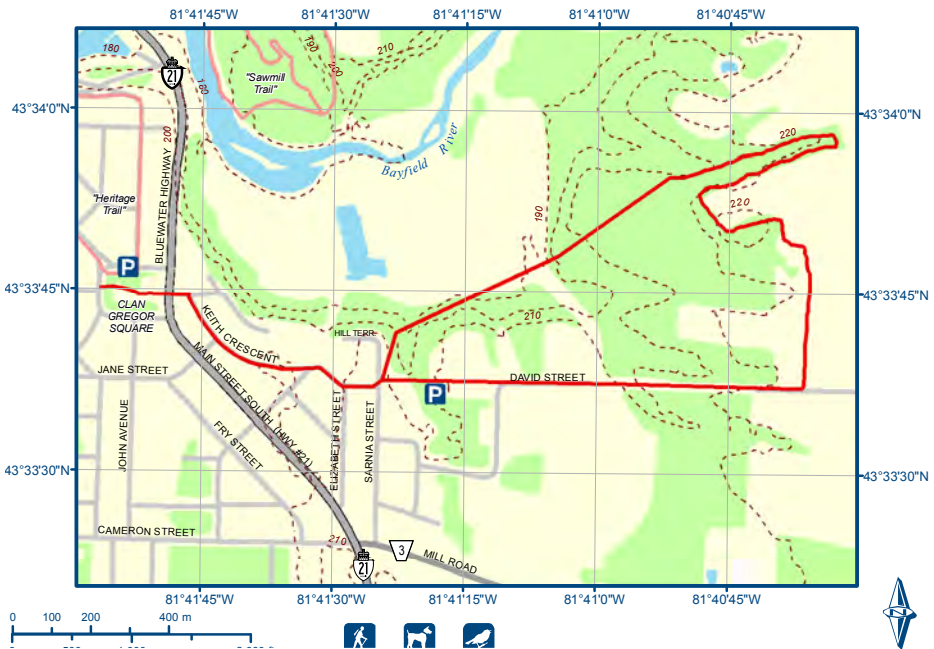 81°41'45"W
81°41'30"W
81°41'15"W
81°41'0"W
81°40'45"W
180
190
210
220
21
"Sawmill
Trail"
180
43°34'0"N
43°34'0"N
200
220
Bayfield River
"Heritage
Trail"
BLUEWATER HIGHWAY
190
220
P
43°33'45"N
43°33'45"N
CLAN
GREGOR
SQUARE
KEITH CRESCENT
210
HILL TERR.
JANE STREET
MAIN STREET SOUTH (HWY #21)
DAVID STREET
P
JOHN AVENUE
FRY STREET
ELIZABETH STREET
SARNIA STREET
43°33'30"N
43°33'30"N
CAMERON STREET
210
3
MILL ROAD
21
81°41'45"W
81°41'30"W
81°41'15"W
81°41'0"W
81°40'45"W
0 100 200 400 m
N